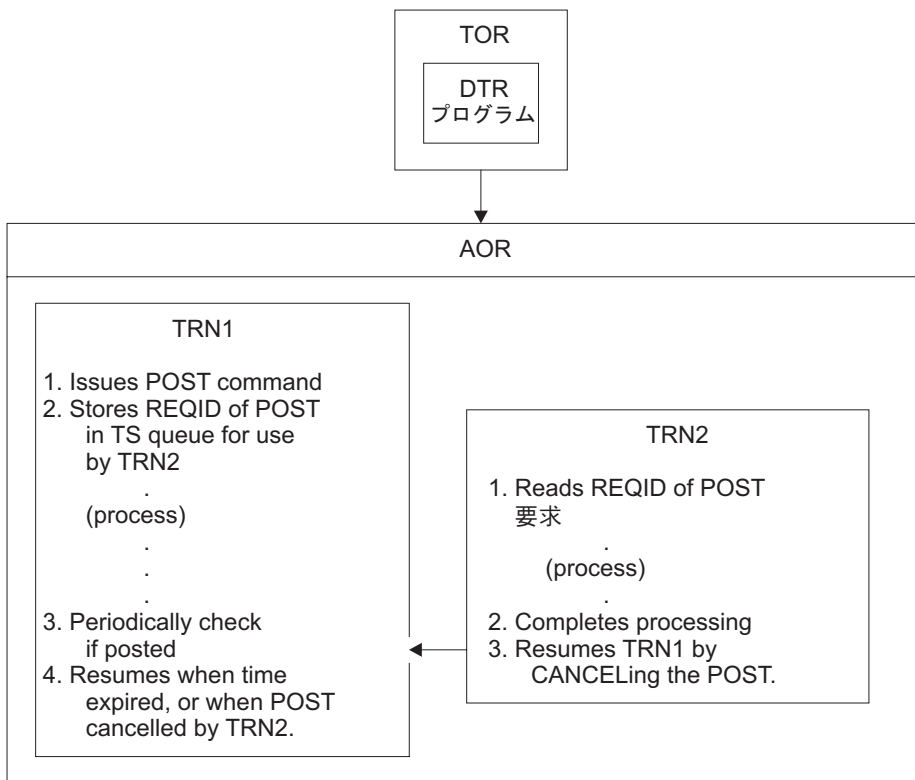 TOR
DTR
プログラム
AOR
TRN1
1. Issues POST command
2. Stores REQID of POST
in TS queue for use
by TRN2
.
(process)
.
.
.
3. Periodically check
if posted
4. Resumes when time
expired, or when POST
cancelled by TRN2.
TRN2
1. Reads REQID of POST
要求
.
(process)
.
2. Completes processing
3. Resumes TRN1 by
CANCELing the POST.